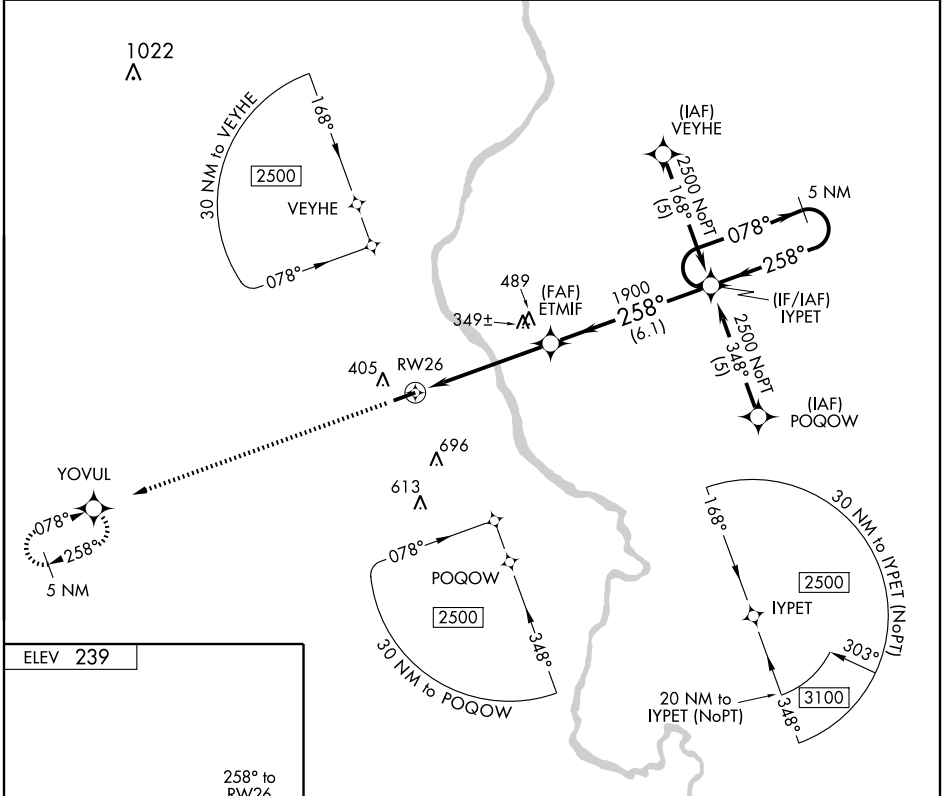 1022
30 NM to VEYHE
168°
2500
VEYHE
078°
(IAF)
VEYHE
2500 NoPT
168°
(5)
5 NM
078°
258°
(IF/IAF)
IYPET
489
(FAF)
ETMIF
349±
1900
258°
(6.1)
2500 NoPT
348°
(5)
405
RW26
(IAF)
POQOW
696
613
YOVUL
078°
258°
5 NM
078°
POQOW
2500
348°
30 NM to POQOW
168°
30 NM to IYPET (NoPT)
2500
IYPET
303°
3100
20 NM to
IYPET (NoPT)
348°
ELEV 239
258° to
RW26